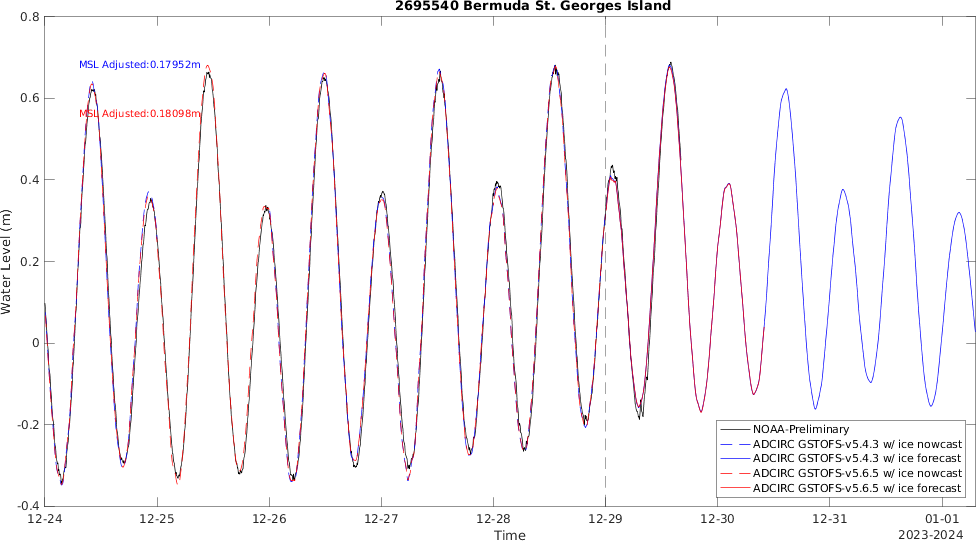 2695540 Bermuda St. Georges Island
0.8
0.6
0.4
0.2
0
-0.2
-0.4
Water Level (m)
MSL Adjusted:0.17952m
MSL Adjusted:0.18098m
NOAA-Preliminary
ADCIRC GSTOFS-v5.4.3 w/ ice nowcast
ADCIRC GSTOFS-v5.4.3 w/ ice forecast
ADCIRC GSTOFS-v5.6.5 w/ ice nowcast
ADCIRC GSTOFS-v5.6.5 w/ ice forecast
12-24 12-25 12-26 12-27 12-28 12-29 12-30 12-31 01-01
Time
2023-2024